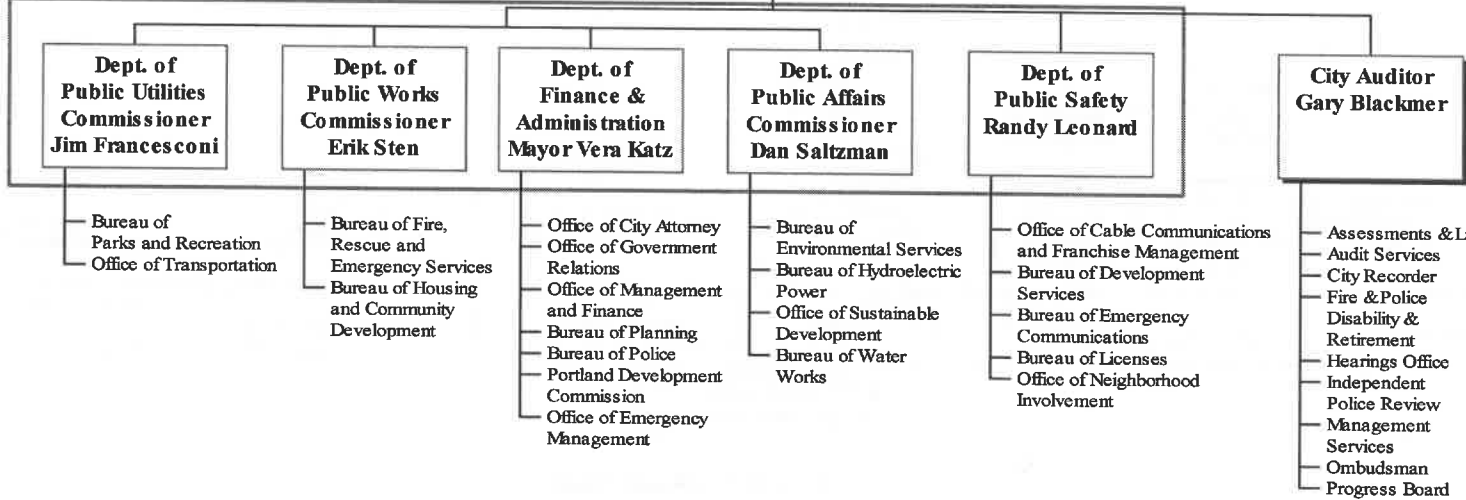 Dept. of
Public Utilities
Commissioner
Jim Francesconi
Bureau of
Parks and Recreation
Office of Transportation
Dept. of
Public Works
Commissioner
Erik Sten
Bureau of Fire,
Rescue and
Emergency Services
Bureau of Housing
and Community
Development
Dept. of
Finance &
Administration
Mayor Vera Katz
Office of City Attorney
Office of Government
Relations
Office of Management
and Finance
Bureau of Planning
Bureau of Police
Portland Development
Commission
Office of Emergency
Management
Dept. of
Public Affairs
Commissioner
Dan Saltzman
Bureau of
Environmental Services
Bureau of Hydroelectric
Power
Office of Sustainable
Development
Bureau of Water
Works
Dept. of
Public Safety
Randy Leonard
Office of Cable Communications
and Franchise Management
Bureau of Development
Services
Bureau of Emergency
Communications
Bureau of Licenses
Office of Neighborhood
Involvement
City Auditor
Gary Blackmer
Assessments &
Audit Services
City Recorder
Fire & Police
Disability &
Retirement
Hearings Office
Independent
Police Review
Management
Services
Ombudsman
Progress Board